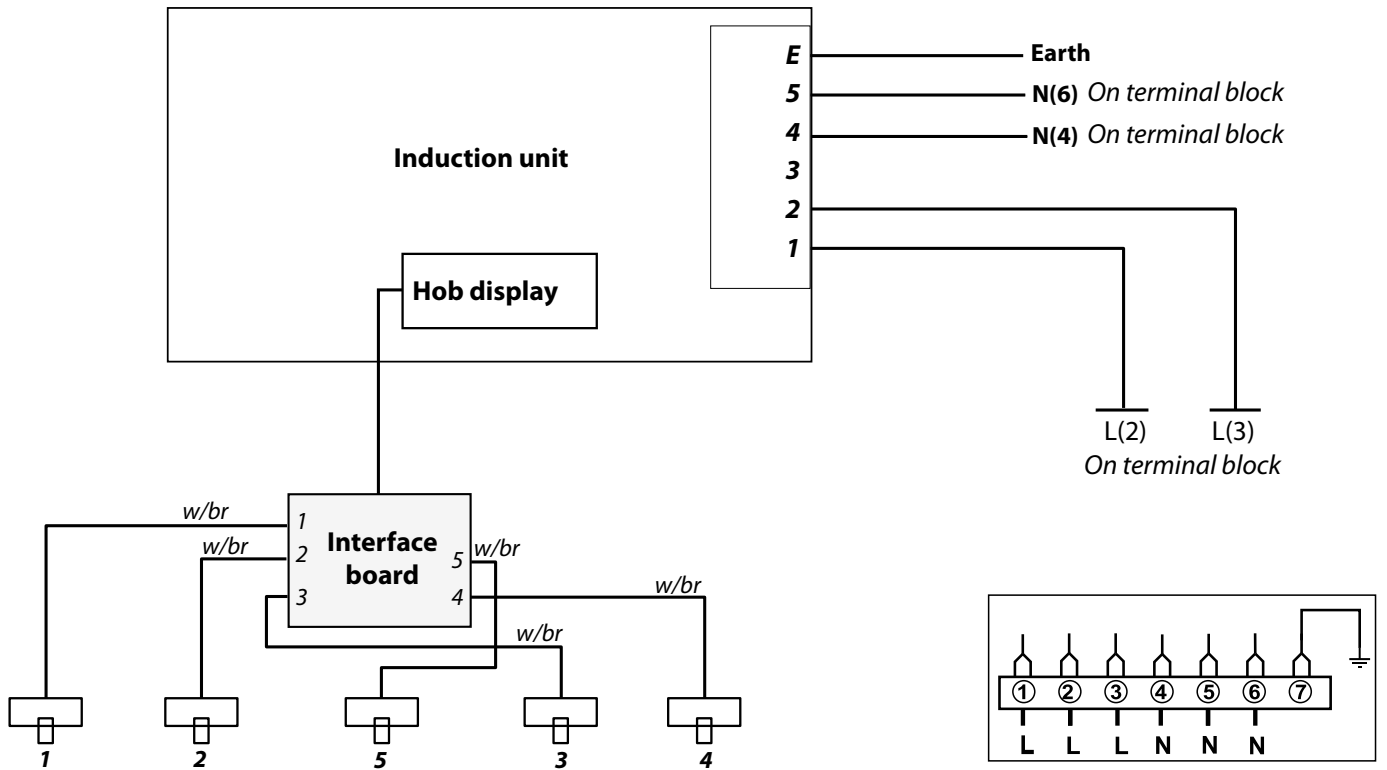 E Earth
5 N(6) On terminal block
4 N(4) On terminal block
Induction unit
3
2
1
Hob display
L(2) L(3)
On terminal block
w/br
1
w/br
2
Interface
board
5 w/br
3
4
w/br
w/br
1 2 5 3 4
1 2 3 4 5 6 7
L L L N N N